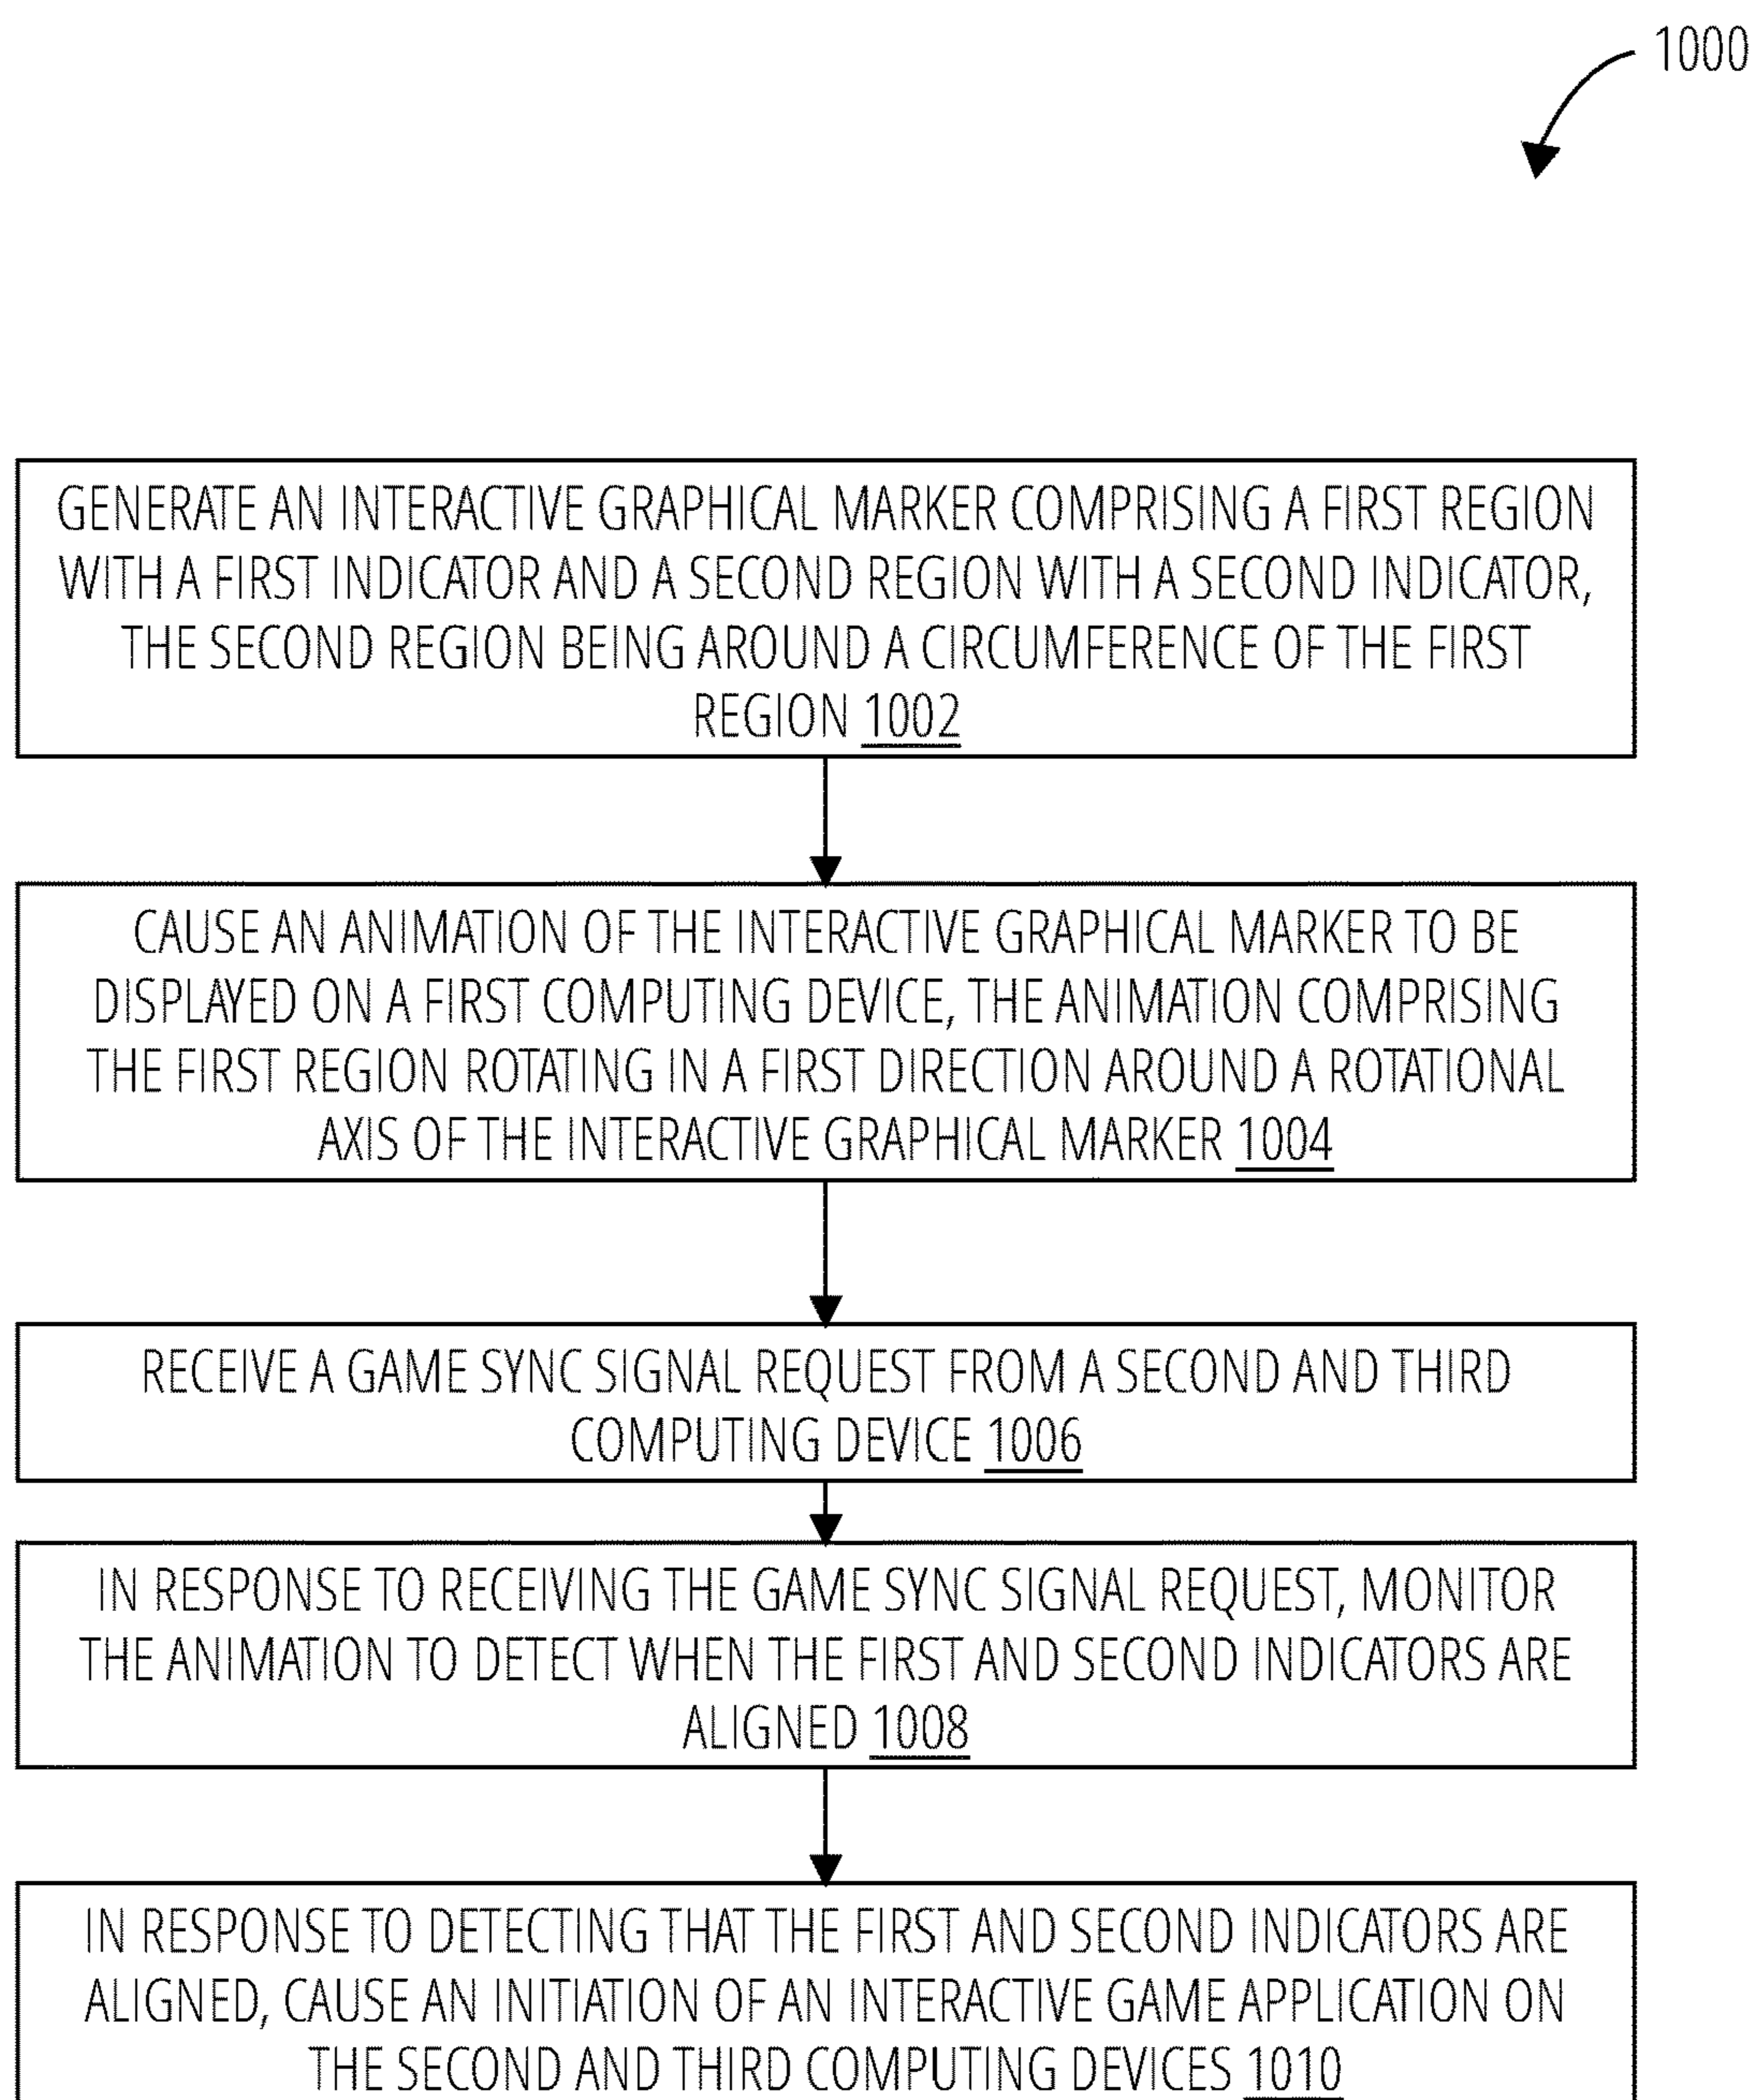 1000
GENERATE AN INTERACTIVE GRAPHICAL MARKER COMPRISING A FIRST REGION
WITH A FIRST INDICATOR AND A SECOND REGION WITH A SECOND INDICATOR,
THE SECOND REGION BEING AROUND A CIRCUMFERENCE OF THE FIRST
REGION 1002
CAUSE AN ANIMATION OF THE INTERACTIVE GRAPHICAL MARKER TO BE
DISPLAYED ON A FIRST COMPUTING DEVICE, THE ANIMATION COMPRISING
THE FIRST REGION ROTATING IN A FIRST DIRECTION AROUND A ROTATIONAL
AXIS OF THE INTERACTIVE GRAPHICAL MARKER 1004
RECEIVE A GAME SYNC SIGNAL REQUEST FROM A SECOND AND THIRD
COMPUTING DEVICE 1006
IN RESPONSE TO RECEIVING THE GAME SYNC SIGNAL REQUEST, MONITOR
THE ANIMATION TO DETECT WHEN THE FIRST AND SECOND INDICATORS ARE
ALIGNED 1008
IN RESPONSE TO DETECTING THAT THE FIRST AND SECOND INDICATORS ARE
ALIGNED, CAUSE AN INITIATION OF AN INTERACTIVE GAME APPLICATION ON
THE SECOND AND THIRD COMPUTING DEVICES 1010